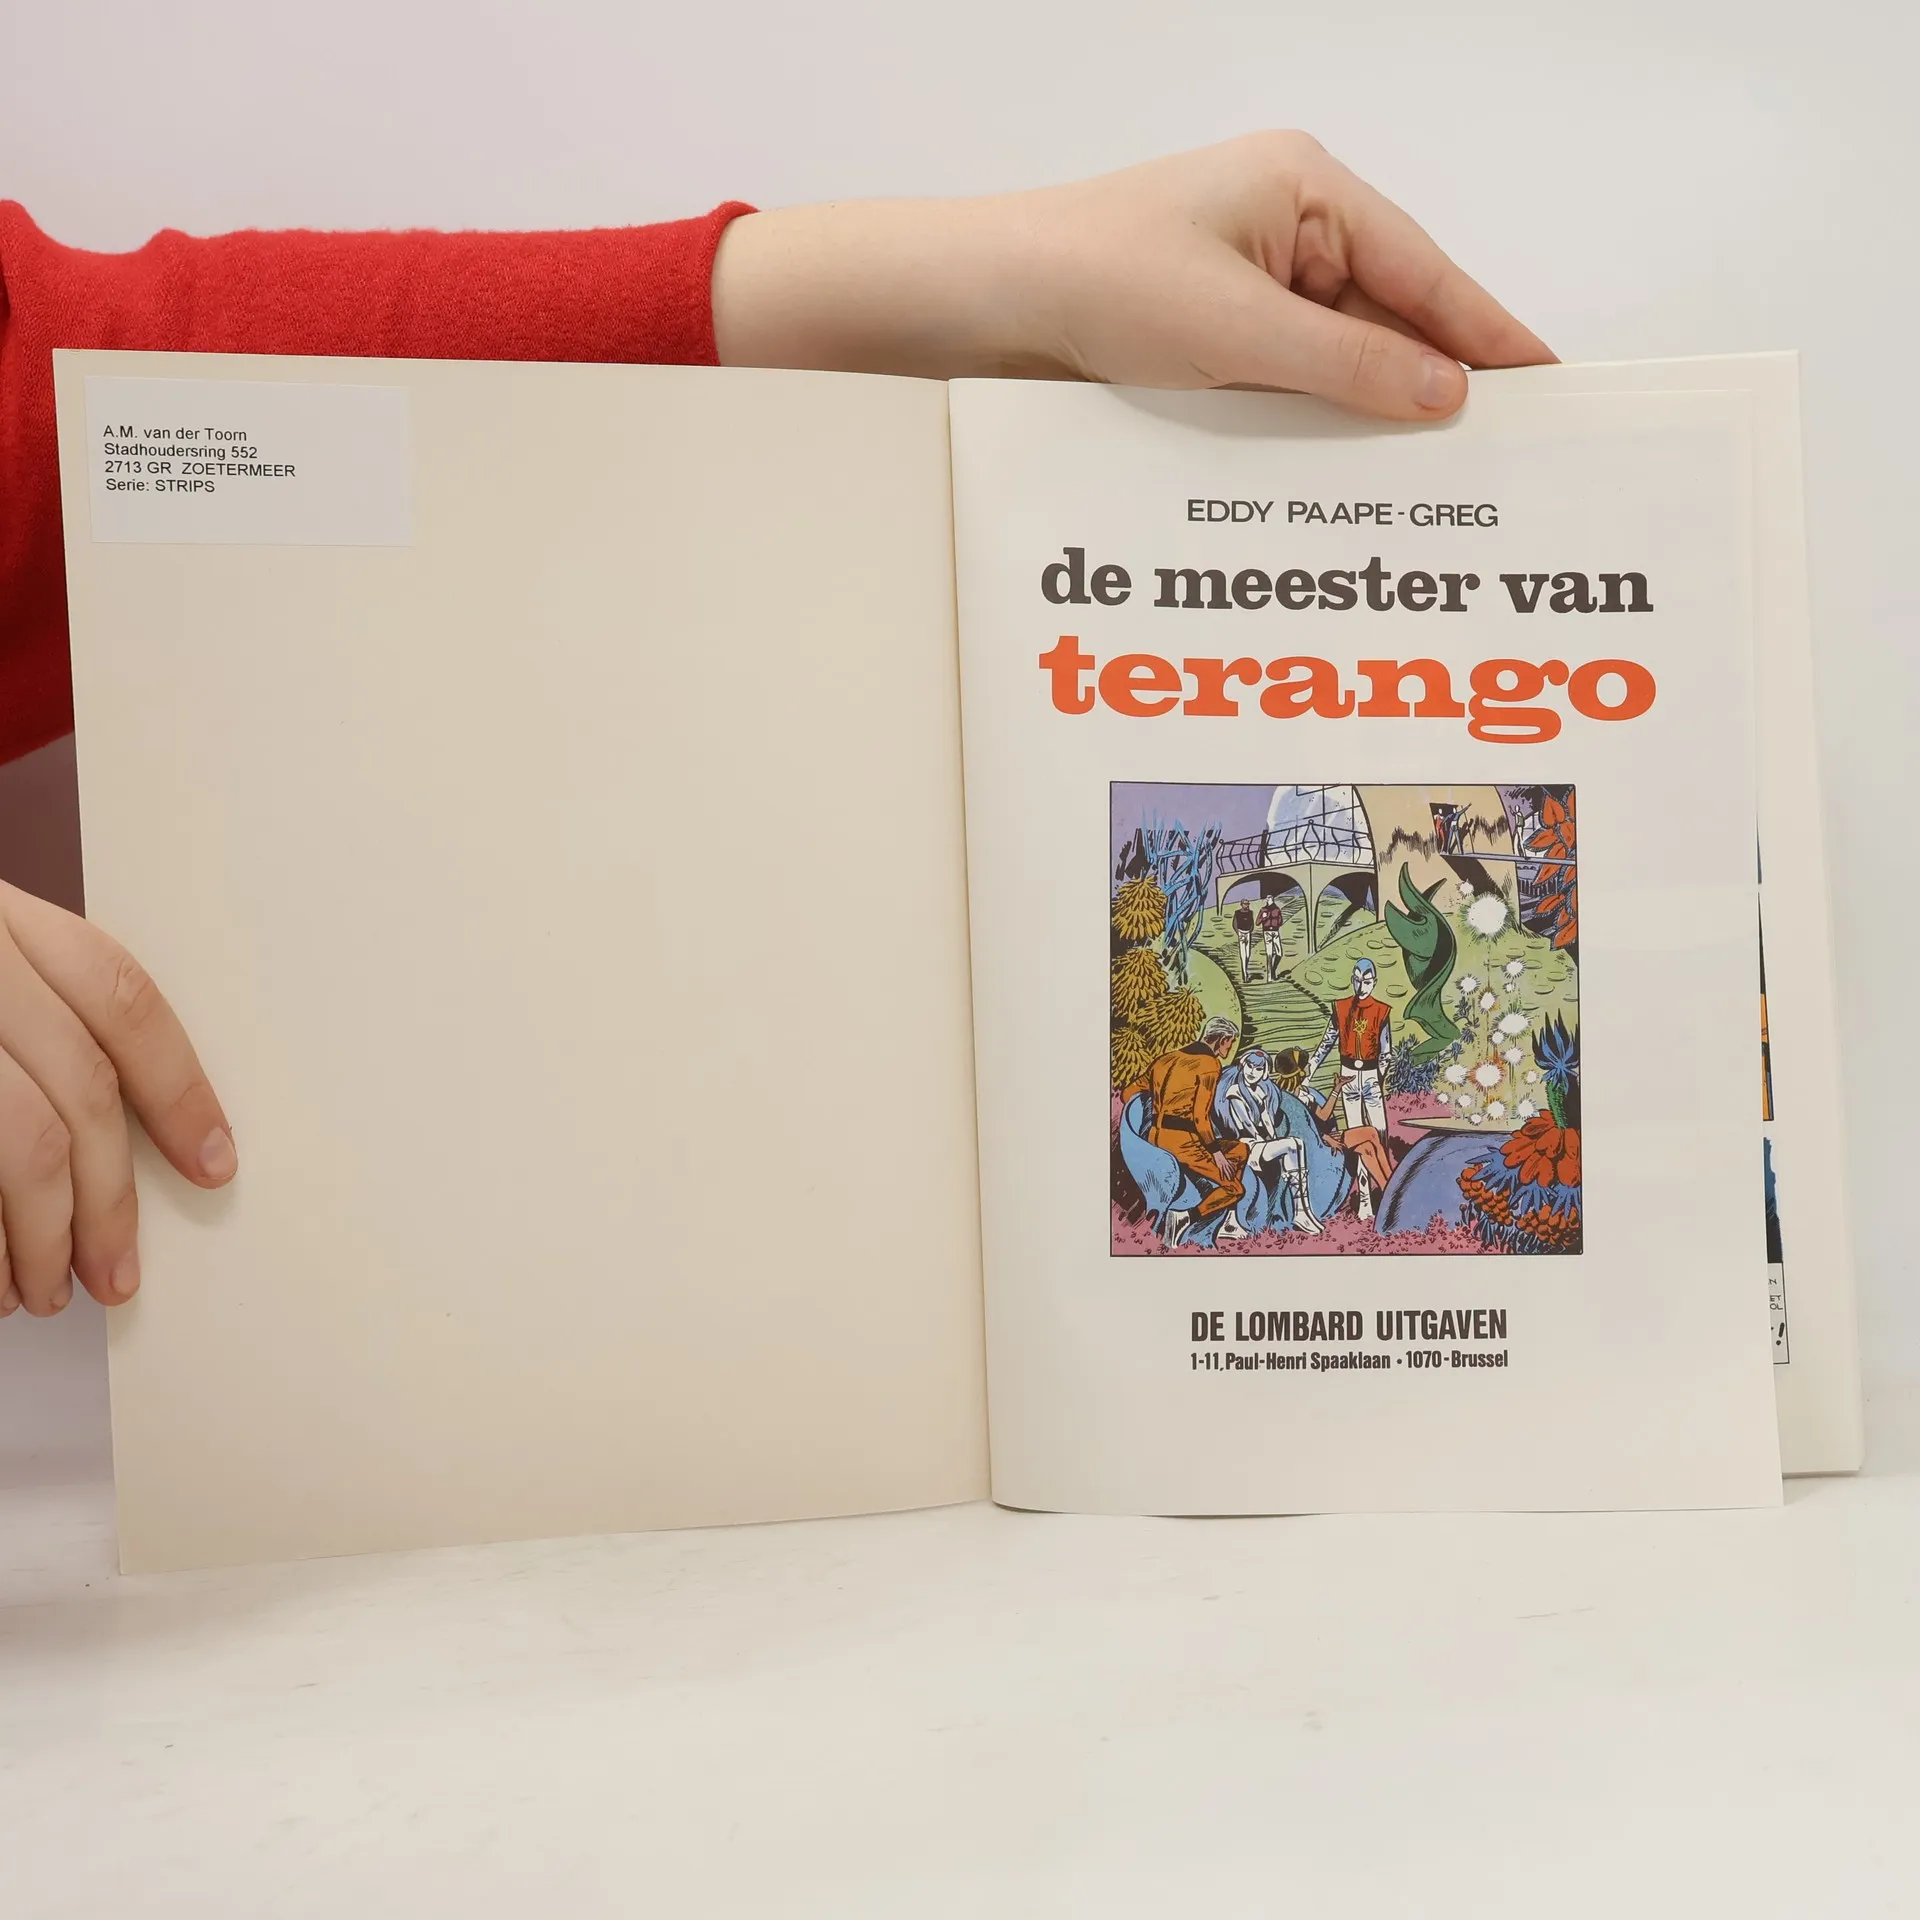 A.M. van der Toorn
Stadhoudersring 552
2713 GR ZOETERMEER
Serie: STRIPS
EDDY PAAPE-GREG
de meester van
terango
DE LOMBARD UITGAVEN
1-11, Paul-Henri Spaaklaan • 1070-Brussel